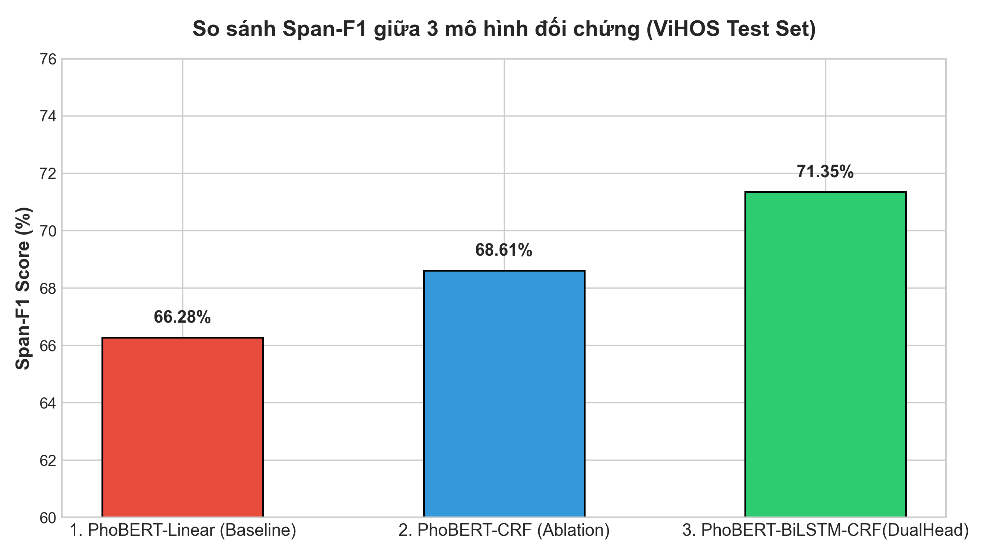 So sánh Span-F1 giữa 3 mô hình đối chứng (ViHOS Test Set)
Span-F1 Score (%)
76
74
72
70
68
66
64
62
60
66.28%
68.61%
71.35%
1. PhoBERT-Linear (Baseline)
2. PhoBERT-CRF (Ablation)
3. PhoBERT-BiLSTM-CRF(DualHead)